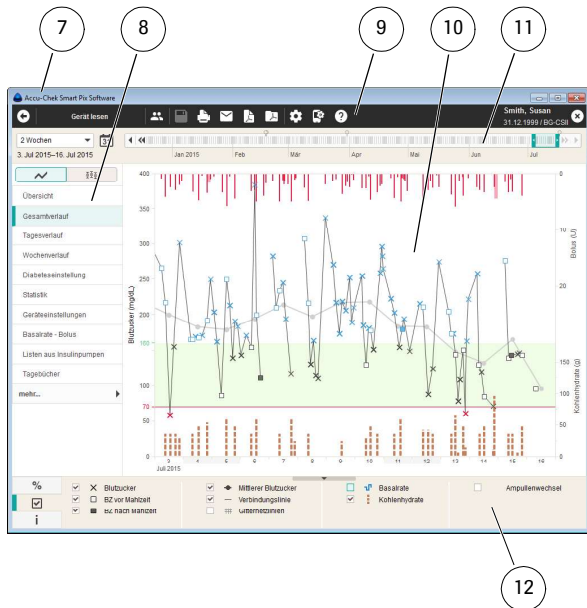 7
8
9
10
11
Accu-Chek Smart Pix Software
Gerät lesen
Smith, Susan
31.12.1999 / BG-CSII
2 Wochen
31
3. Jul 2015–16. Jul 2015
Jan 2015 Feb Mär Apr Mai Jun Jul
Übersicht
Gesamtverlauf
Tagesverlauf
Wochenverlauf
Diabeteseinstellung
Statistik
Geräteeinstellungen
Basalrate - Bolus
Listen aus Insulinpumpen
Tagebücher
mehr...
Blutzucker (mg/dL)
400
350
300
250
200
160
100
70
50
0
Bolus (U)
0
10
20
Kohlenhydrate (g)
150
100
50
0
3 4 5 6 7 8 9 10 11 12 13 14 15 16
Juli 2015
%
i
Blutzucker
BZ vor Mahlzeit
BZ nach Mahlzeit
Mittlerer Blutzucker
Verbindungslinie
Gitternetzlinien
Basalrate
Kohlenhydrate
Ampullenwechsel
12